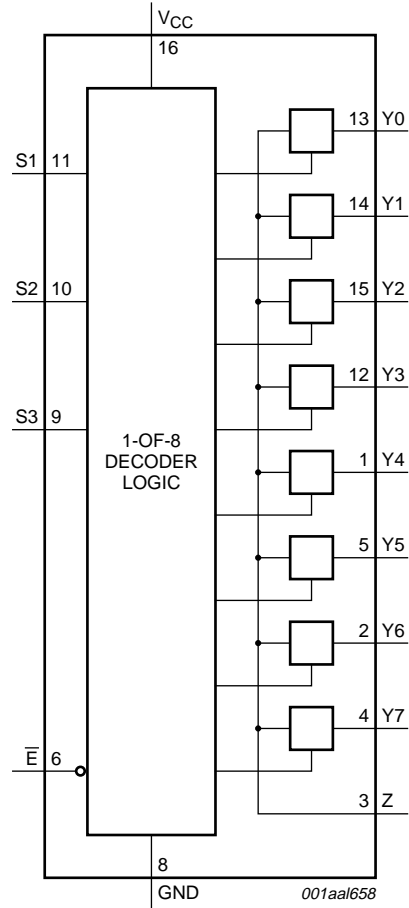 VCC
16
13 Y0
S1 11
14 Y1
S2 10
15 Y2
12 Y3
S3 9
1-OF-8
DECODER
LOGIC
1 Y4
5 Y5
2 Y6
4 Y7
E̅ 6
3 Z
8
GND
001aal658